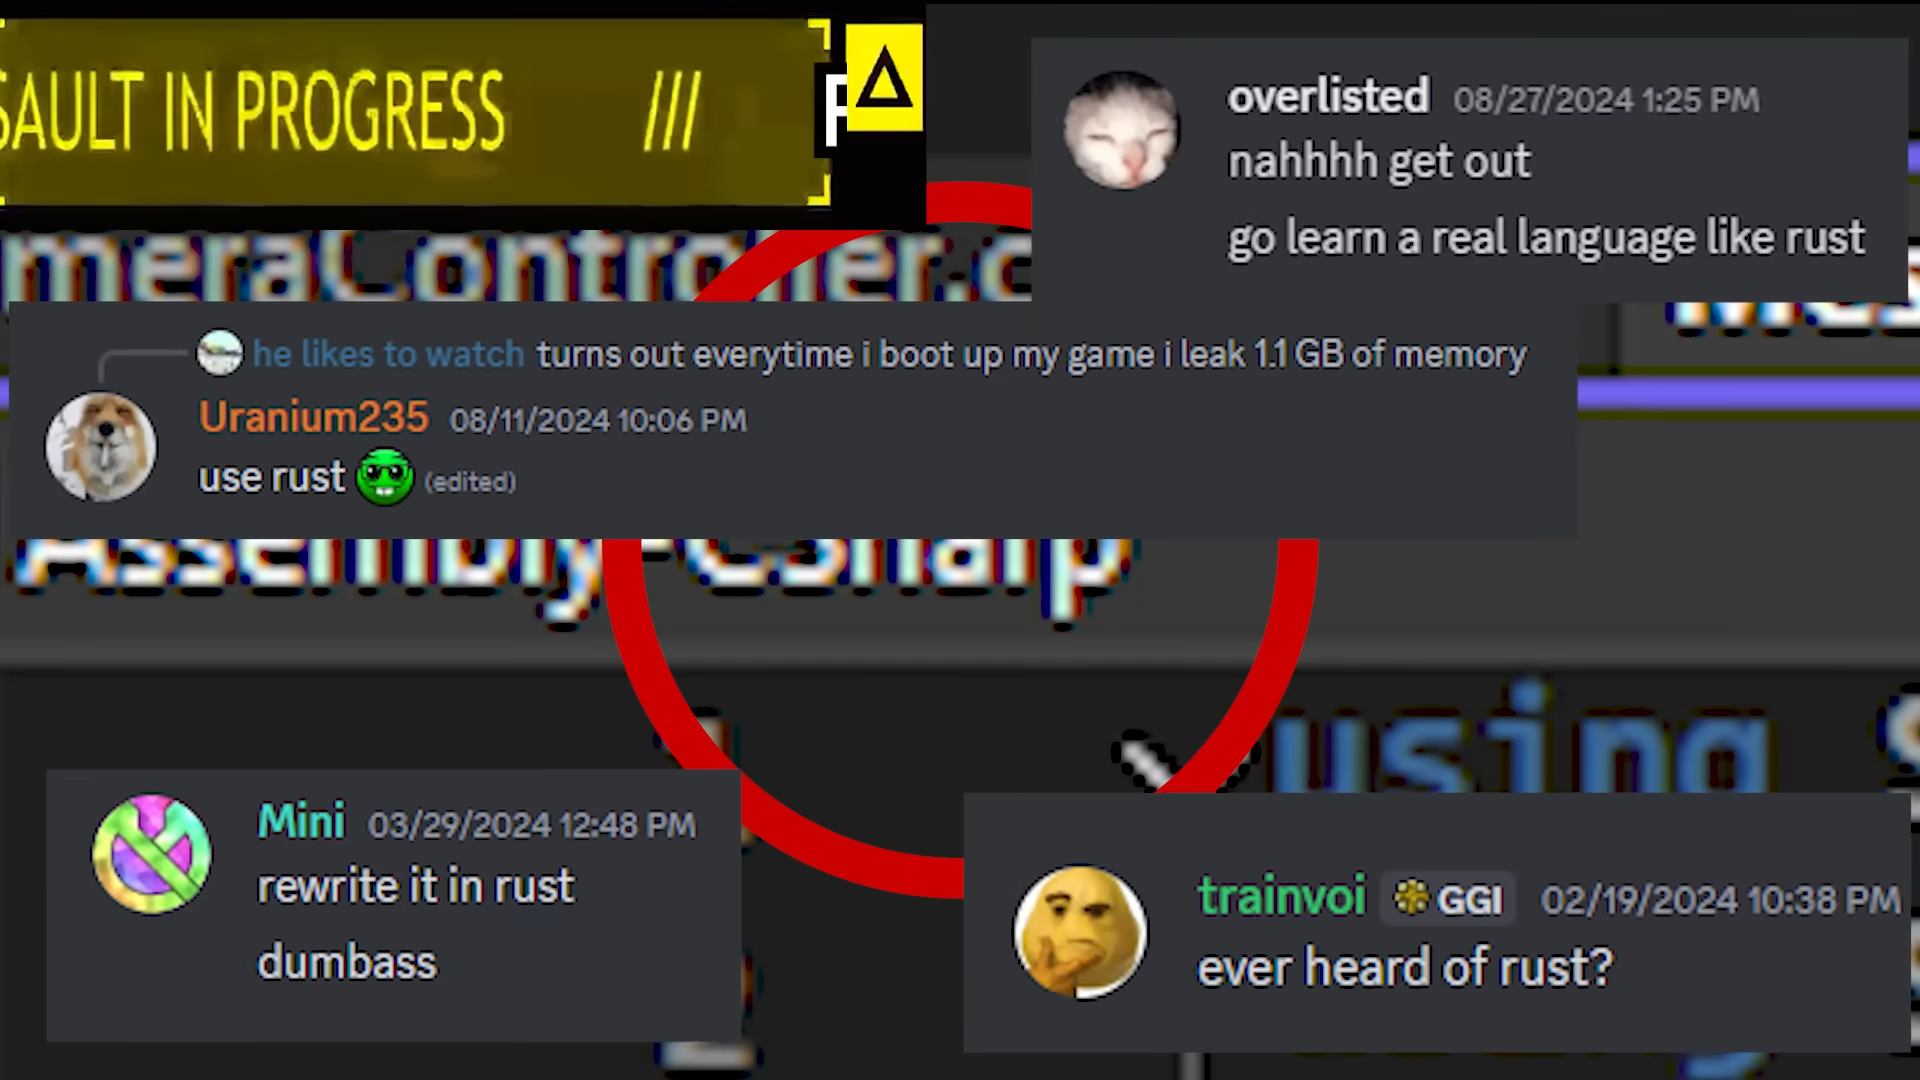 SAULT IN PROGRESS ///
overlisted 08/27/2024 1:25 PM
nahhhh get out
go learn a real language like rust
meraController.c
he likes to watch turns out everytime i boot up my game i leak 1.1 GB of memory
Uranium235 08/11/2024 10:06 PM
use rust (edited)
Assembly-CSharp
using
Mini 03/29/2024 12:48 PM
rewrite it in rust
dumbass
trainvoi GGI 02/19/2024 10:38 PM
ever heard of rust?